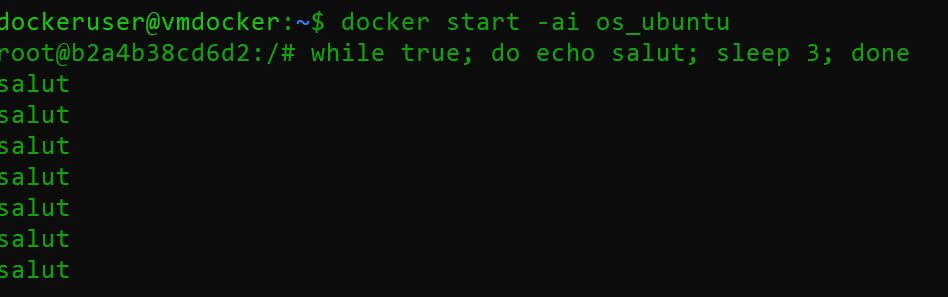 dockeruser@vmdocker:~$ docker start -ai os_ubuntu
root@b2a4b38cd6d2:/# while true; do echo salut; sleep 3; done
salut
salut
salut
salut
salut
salut
salut